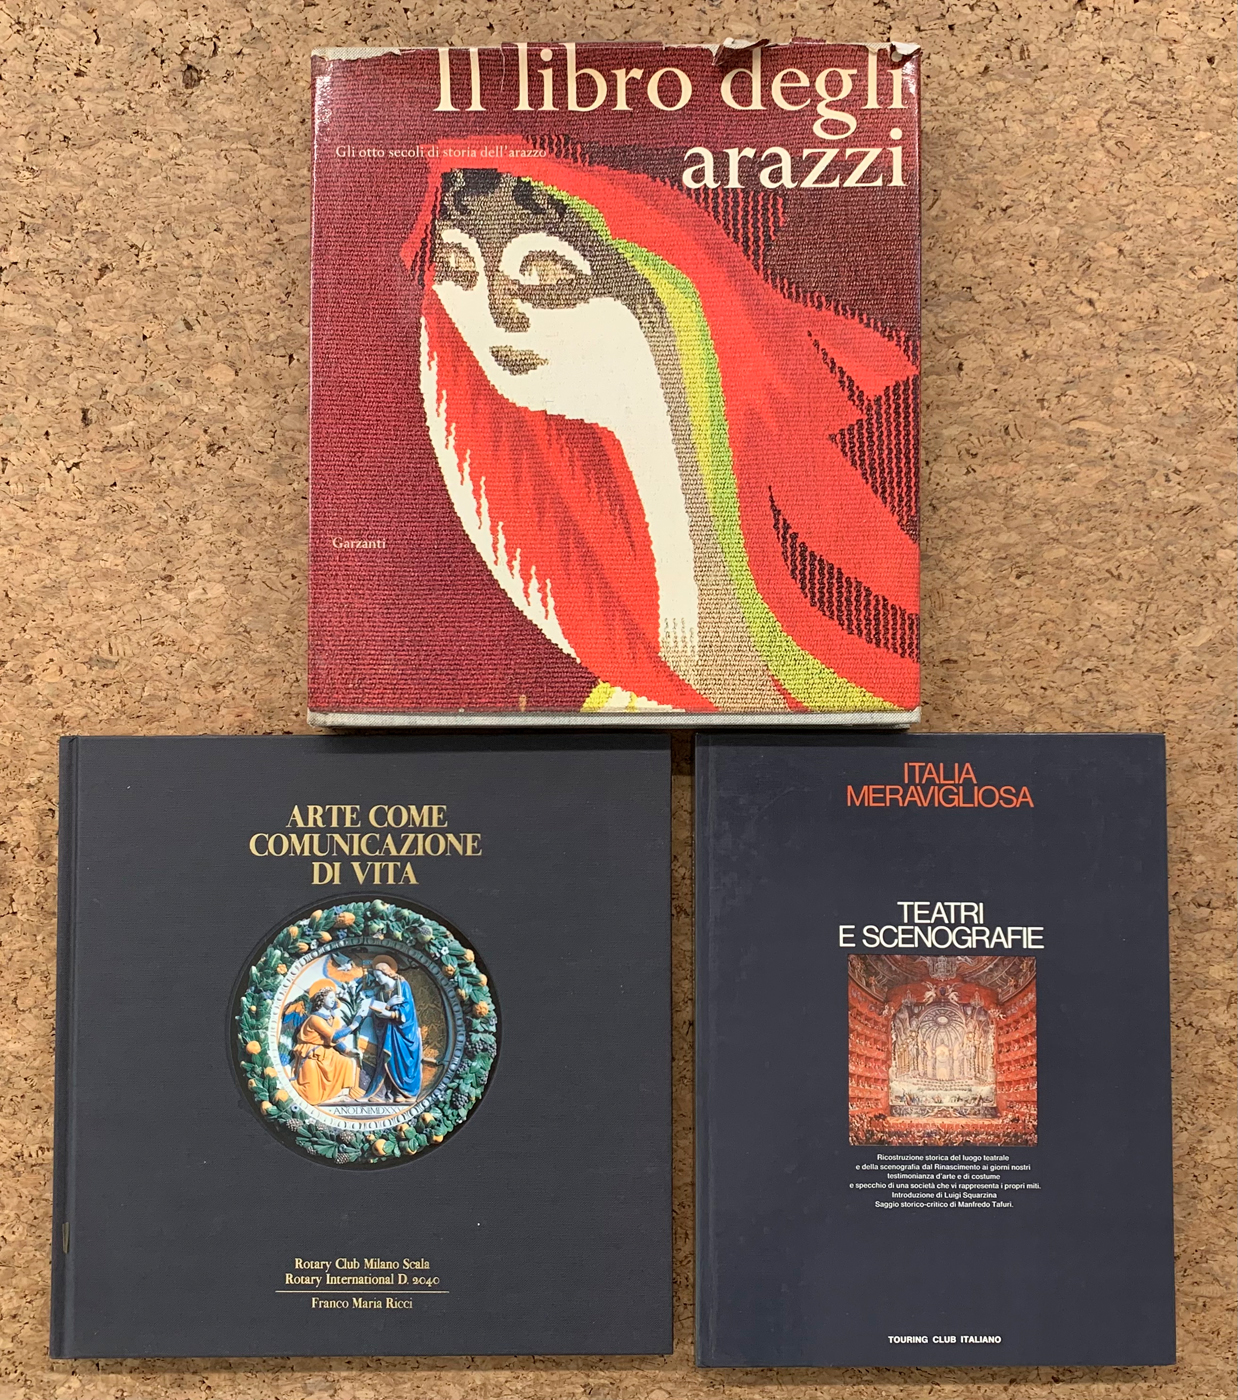 Il libro degli
arazzi
Gli otto secoli di storia dell'arazzo
Garzanti
ARTE COME
COMUNICAZIONE
DI VITA
Rotary Club Milano Scala
Rotary International D. 2040
Franco Maria Ricci
ITALIA
MERAVIGLIOSA
TEATRI
E SCENOGRAFIE
Ricostruzione storica del luogo teatrale
e della scenografia dal Rinascimento ai giorni nostri
testimonianza d'arte e di costume
e specchio di una società che vi rappresenta i propri miti.
Introduzione di Luigi Squarzina
Saggio storico-critico di Manfredo Tafuri.
TOURING CLUB ITALIANO